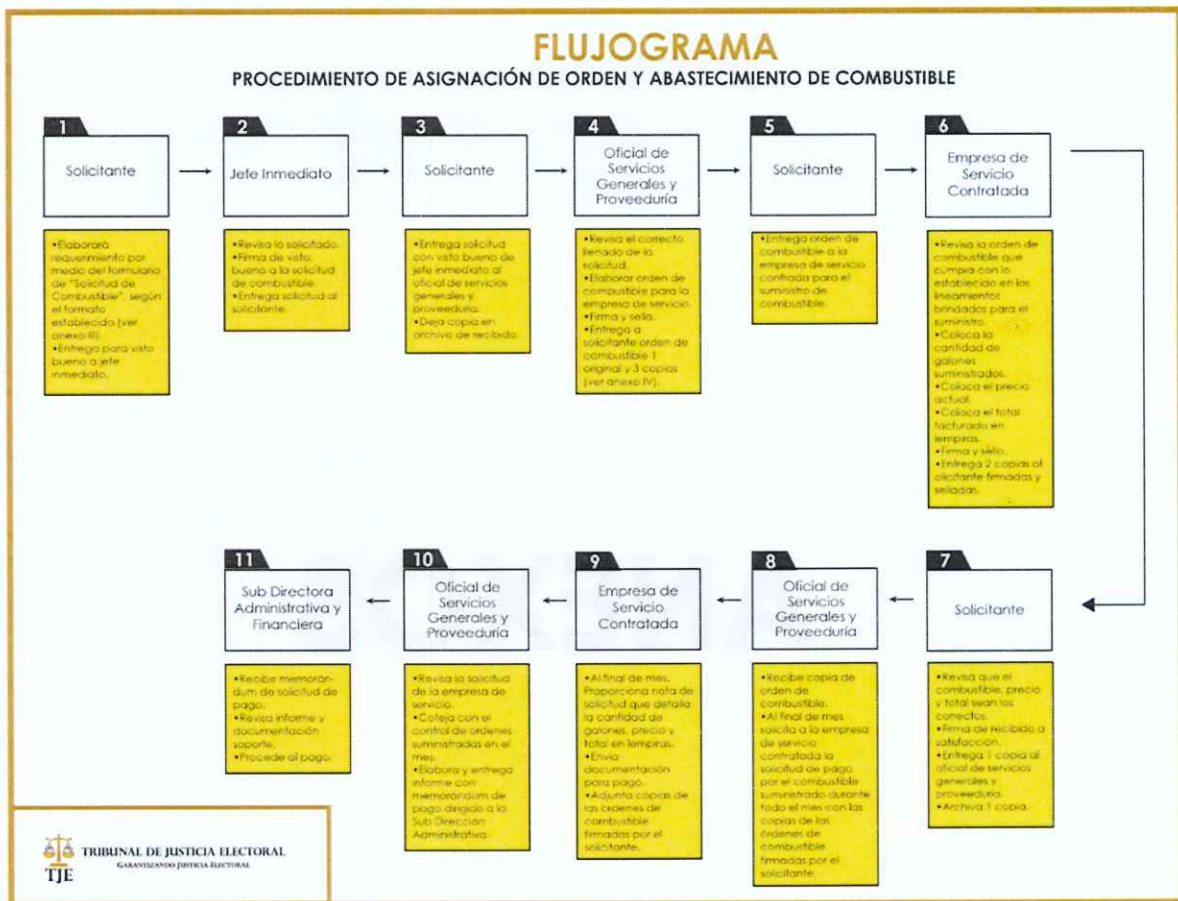 FLUJOGRAMA
PROCEDIMIENTO DE ASIGNACIÓN DE ORDEN Y ABASTECIMIENTO DE COMBUSTIBLE
1
Solicitante
•Elaborará
requerimiento por
medio del formulario
de "Solicitud de
Combustible", según
el formato
establecido (ver
anexo III).
•Entrega para visto
bueno a jefe
inmediato.
2
Jefe Inmediato
•Revisa lo solicitado.
•Firma de visto
bueno a la solicitud
de combustible.
•Entrega solicitud al
solicitante.
3
Solicitante
•Entrega solicitud
con visto bueno de
jefe inmediato al
oficial de servicios
generales y
proveeduria.
•Deja copia en
archivo de recibido.
4
Oficial de
Servicios
Generales y
Proveeduría
•Revisa el correcto
llenado de la
solicitud.
•Elaborar orden de
combustible para la
empresa de servicio.
•Firma y sella.
•Entrega a
solicitante orden de
combustible 1
original y 3 copias
(ver anexo IV).
5
Solicitante
•Entrega orden de
combustible a la
empresa de servicio
contrada para el
suministro de
combustible.
6
Empresa de
Servicio
Contratada
•Revisa la orden de
combustible que
cumpla con lo
establecido en los
lineamientos
brindados para el
suministro.
•Coloca la
cantidad de
galones
suministrados.
•Coloca el precio
actual.
•Coloca el total
facturado en
lempiras.
•Firma y sello.
•Entrega 2 copias al
olicitante firmadas y
selladas.
7
Solicitante
•Revisa que el
combustible, precio
y total sean los
correctos.
•Firma de recibido a
satisfacción.
•Entrega 1 copia al
oficial de servicios
generales y
proveeduria.
•Archiva 1 copia.
8
Oficial de
Servicios
Generales y
Proveeduría
•Recibe copia de
orden de
combustible.
•Al final de mes
solicita a la empresa
de servicio
contratada la
solicitud de pago
por el combustible
suministrado durante
todo el mes con las
copias de las
órdenes de
combustible
firmadas por el
solicitante.
9
Empresa de
Servicio
Contratada
•Al final de mes.
Proporciona nota de
solicitud que detalla
la cantidad de
galones, precio y
total en lempiras.
•Envia
documentación
para pago.
•Adjunta copias de
las ordenes de
combustible
firmadas por el
solicitante.
10
Oficial de
Servicios
Generales y
Proveeduría
•Revisa la solicitud
de la empresa de
servicio.
•Coteja con el
control de ordenes
suministradas en el
mes.
•Elabora y entrega
informe con
memorándum de
pago dirigido a la
Sub Dirección
Administrativa.
11
Sub Directora
Administrativa y
Financiera
•Recibe memorán-
dum de solicitud de
pago.
•Revisa informe y
documentación
soporte.
•Procede al pago.
TRIBUNAL DE JUSTICIA ELECTORAL
GARANTIZANDO JUSTICIA ELECTORAL
TJE